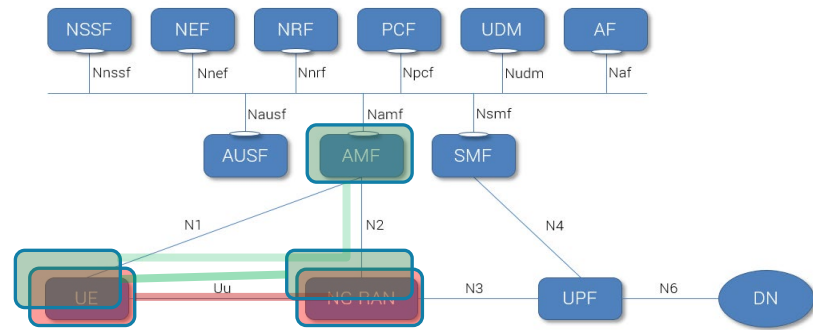 NSSF NEF NRF PCF UDM AF
Nnssf Nnef Nnrf Npcf Nudm Naf
Nausf Namf Nsmf
AUSF AMF SMF
N1 N2 N4
UE Uu NG RAN N3 UPF N6 DN